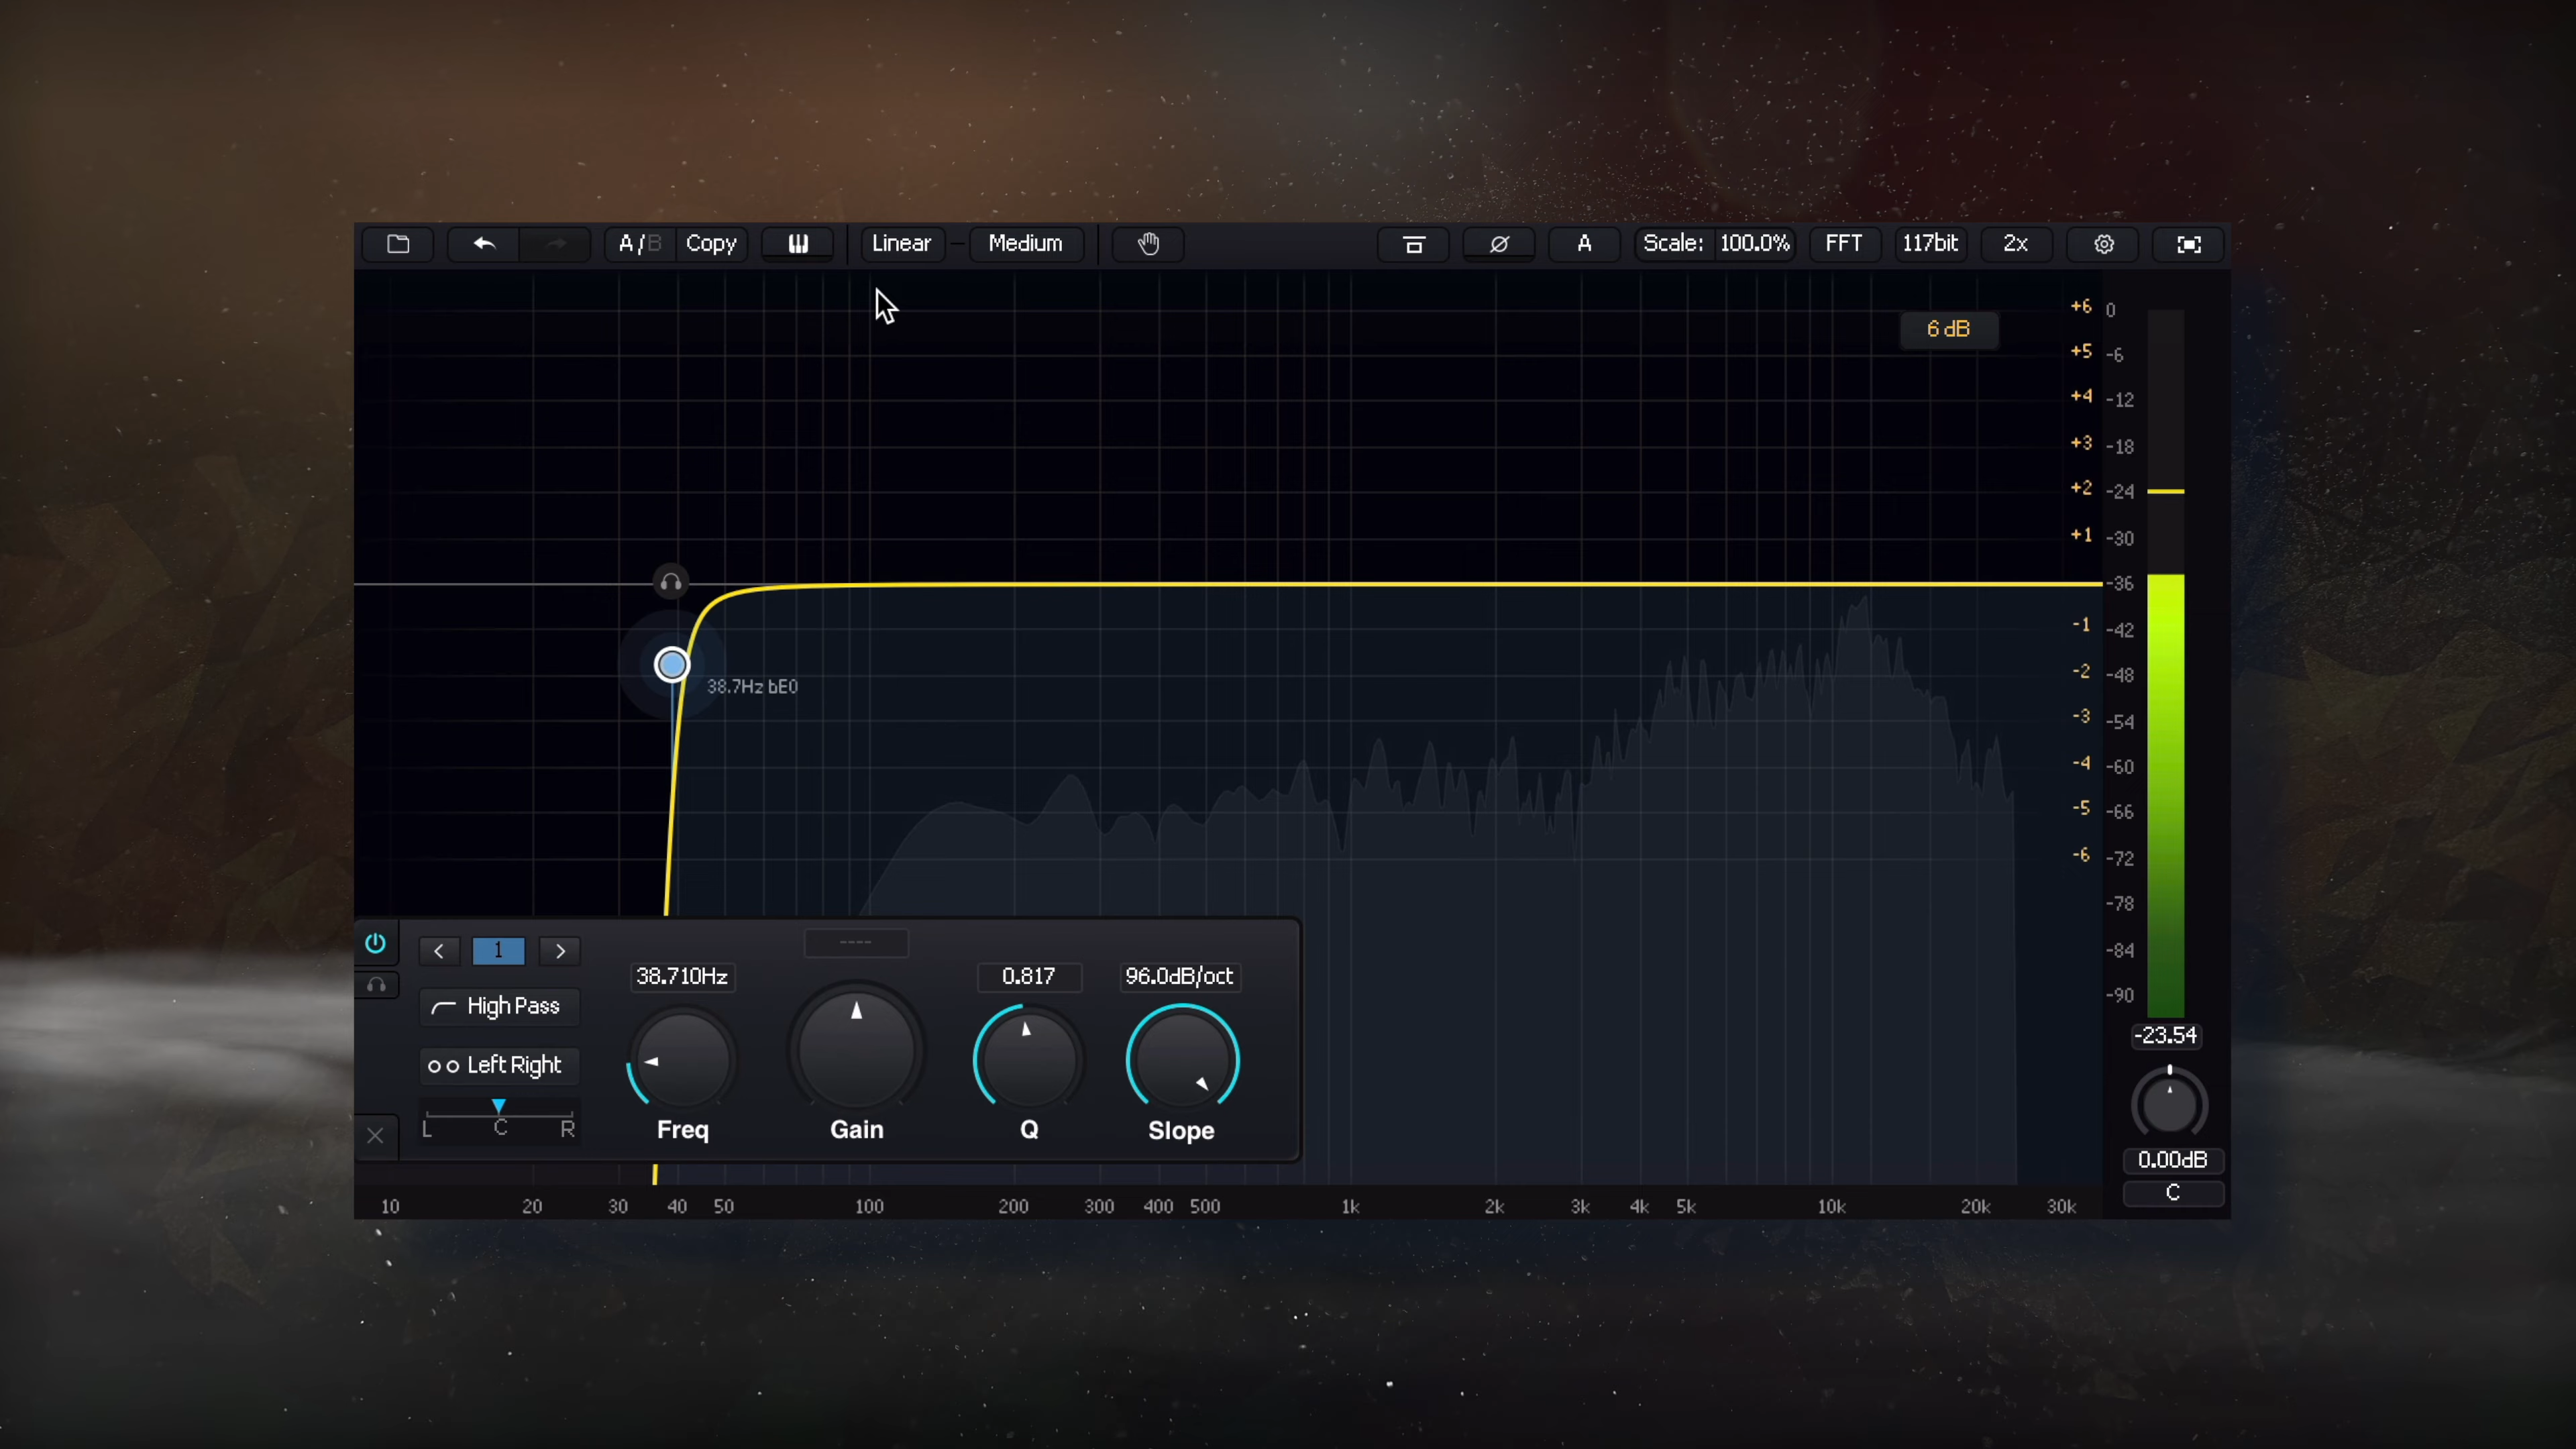 A/B Copy Linear Medium A Scale: 100.0% FFT 117bit 2x
6 dB
+6 0
+5 -6
+4 -12
+3 -18
+2 -24
+1 -30
-36
-1 -42
-2 -48
-3 -54
-4 -60
-5 -66
-6 -72
-78
-84
-90
38.7Hz bE0
1 ----
38.710Hz 0.817 96.0dB/oct
High Pass
Left Right
L C R
Freq Gain Q Slope
-23.54
0.00dB
C
10 20 30 40 50 100 200 300 400 500 1k 2k 3k 4k 5k 10k 20k 30k